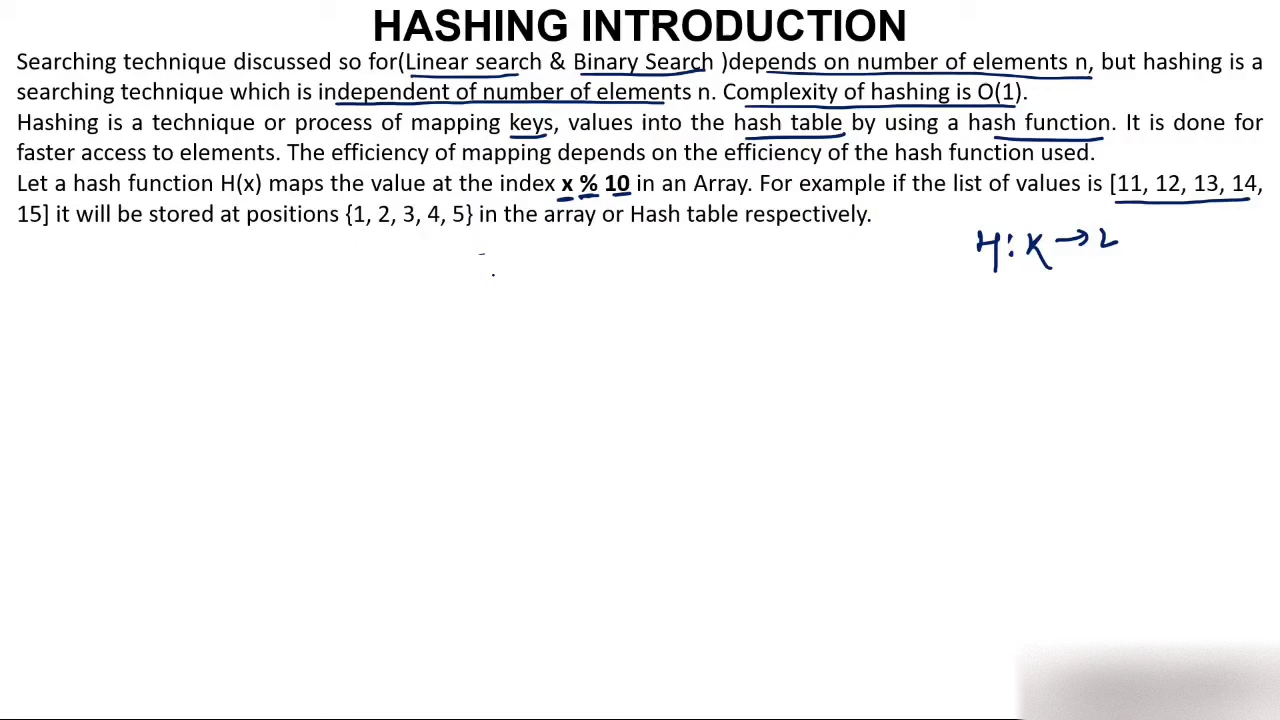 HASHING INTRODUCTION
Searching technique discussed so for(Linear search & Binary Search )depends on number of elements n, but hashing is a
searching technique which is independent of number of elements n. Complexity of hashing is O(1).
Hashing is a technique or process of mapping keys, values into the hash table by using a hash function. It is done for
faster access to elements. The efficiency of mapping depends on the efficiency of the hash function used.
Let a hash function H(x) maps the value at the index x % 10 in an Array. For example if the list of values is [11, 12, 13, 14,
15] it will be stored at positions {1, 2, 3, 4, 5} in the array or Hash table respectively.
H: K → L